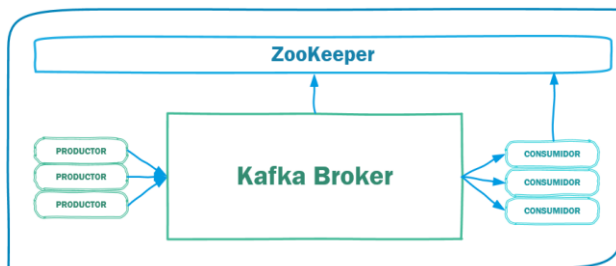 ZooKeeper
PRODUCTOR
PRODUCTOR
PRODUCTOR
Kafka Broker
CONSUMIDOR
CONSUMIDOR
CONSUMIDOR